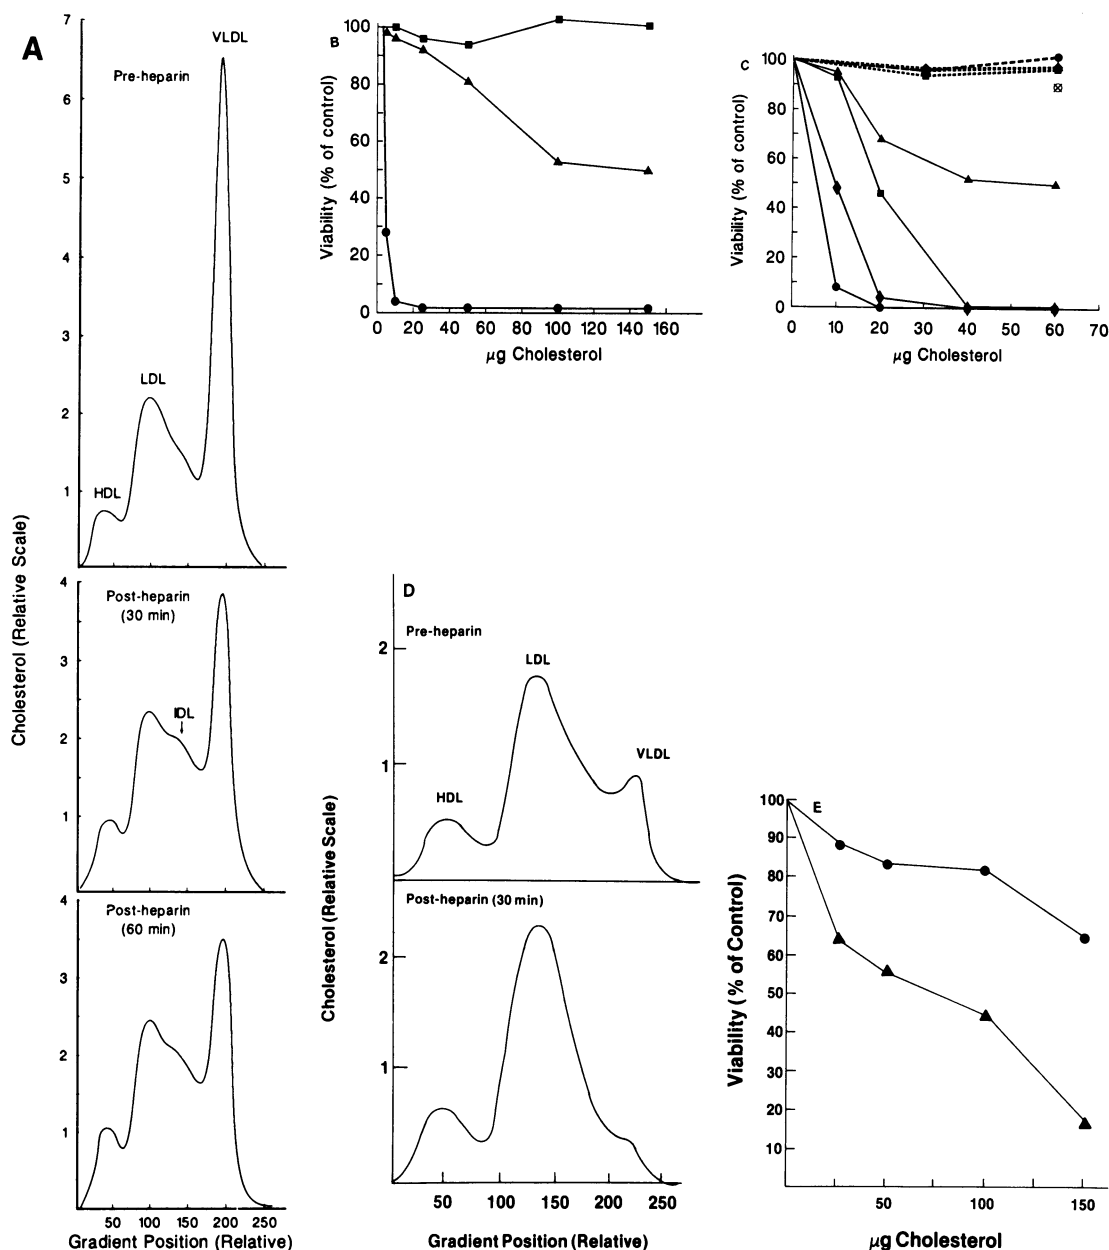 A
7
6
5
4
3
2
1
Pre-heparin
VLDL
LDL
HDL
4
3
2
1
0
Post-heparin
(30 min)
IDL
4
3
2
1
0
Post-heparin
(60 min)
50 100 150 200 250
Gradient Position (Relative)
Cholesterol (Relative Scale)
B
100
80
60
40
20
0
0 20 40 60 80 100 120 140 160
Viability (% of control)
µg Cholesterol
C
100
80
60
40
20
0
0 10 20 30 40 50 60 70
Viability (% of control)
µg Cholesterol
D
Pre-heparin
2
1
HDL
LDL
VLDL
Post-heparin (30 min)
2
1
50 100 150 200 250
Cholesterol (Relative Scale)
Gradient Position (Relative)
E
100
90
80
70
60
50
40
30
20
10
50 100 150
Viability (% of Control)
µg Cholesterol